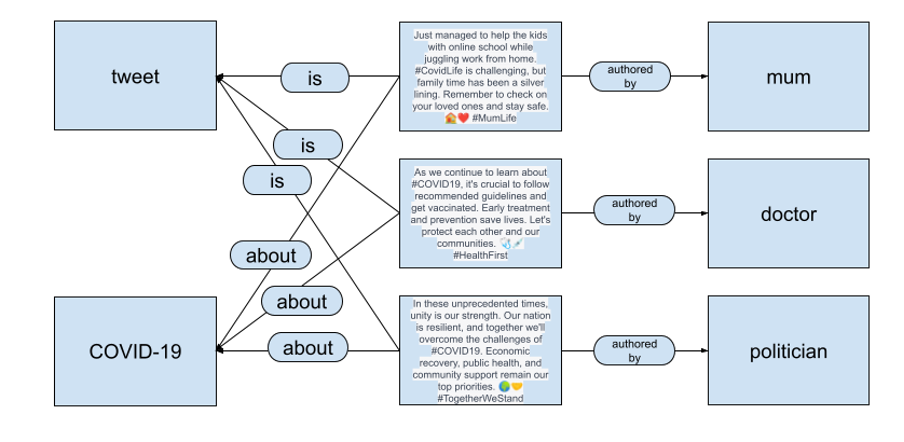 tweet
is
Just managed to help the kids
with online school while
juggling work from home.
#CovidLife is challenging, but
family time has been a silver
lining. Remember to check on
your loved ones and stay safe.
🏠❤️ #MumLife
authored
by
mum
is
is
As we continue to learn about
#COVID19, it's crucial to follow
recommended guidelines and
get vaccinated. Early treatment
and prevention save lives. Let's
protect each other and our
communities. 🩺💉
#HealthFirst
authored
by
doctor
about
about
COVID-19
about
In these unprecedented times,
unity is our strength. Our nation
is resilient, and together we'll
overcome the challenges of
#COVID19. Economic
recovery, public health, and
community support remain our
top priorities. 🌍🤝
#TogetherWeStand
authored
by
politician